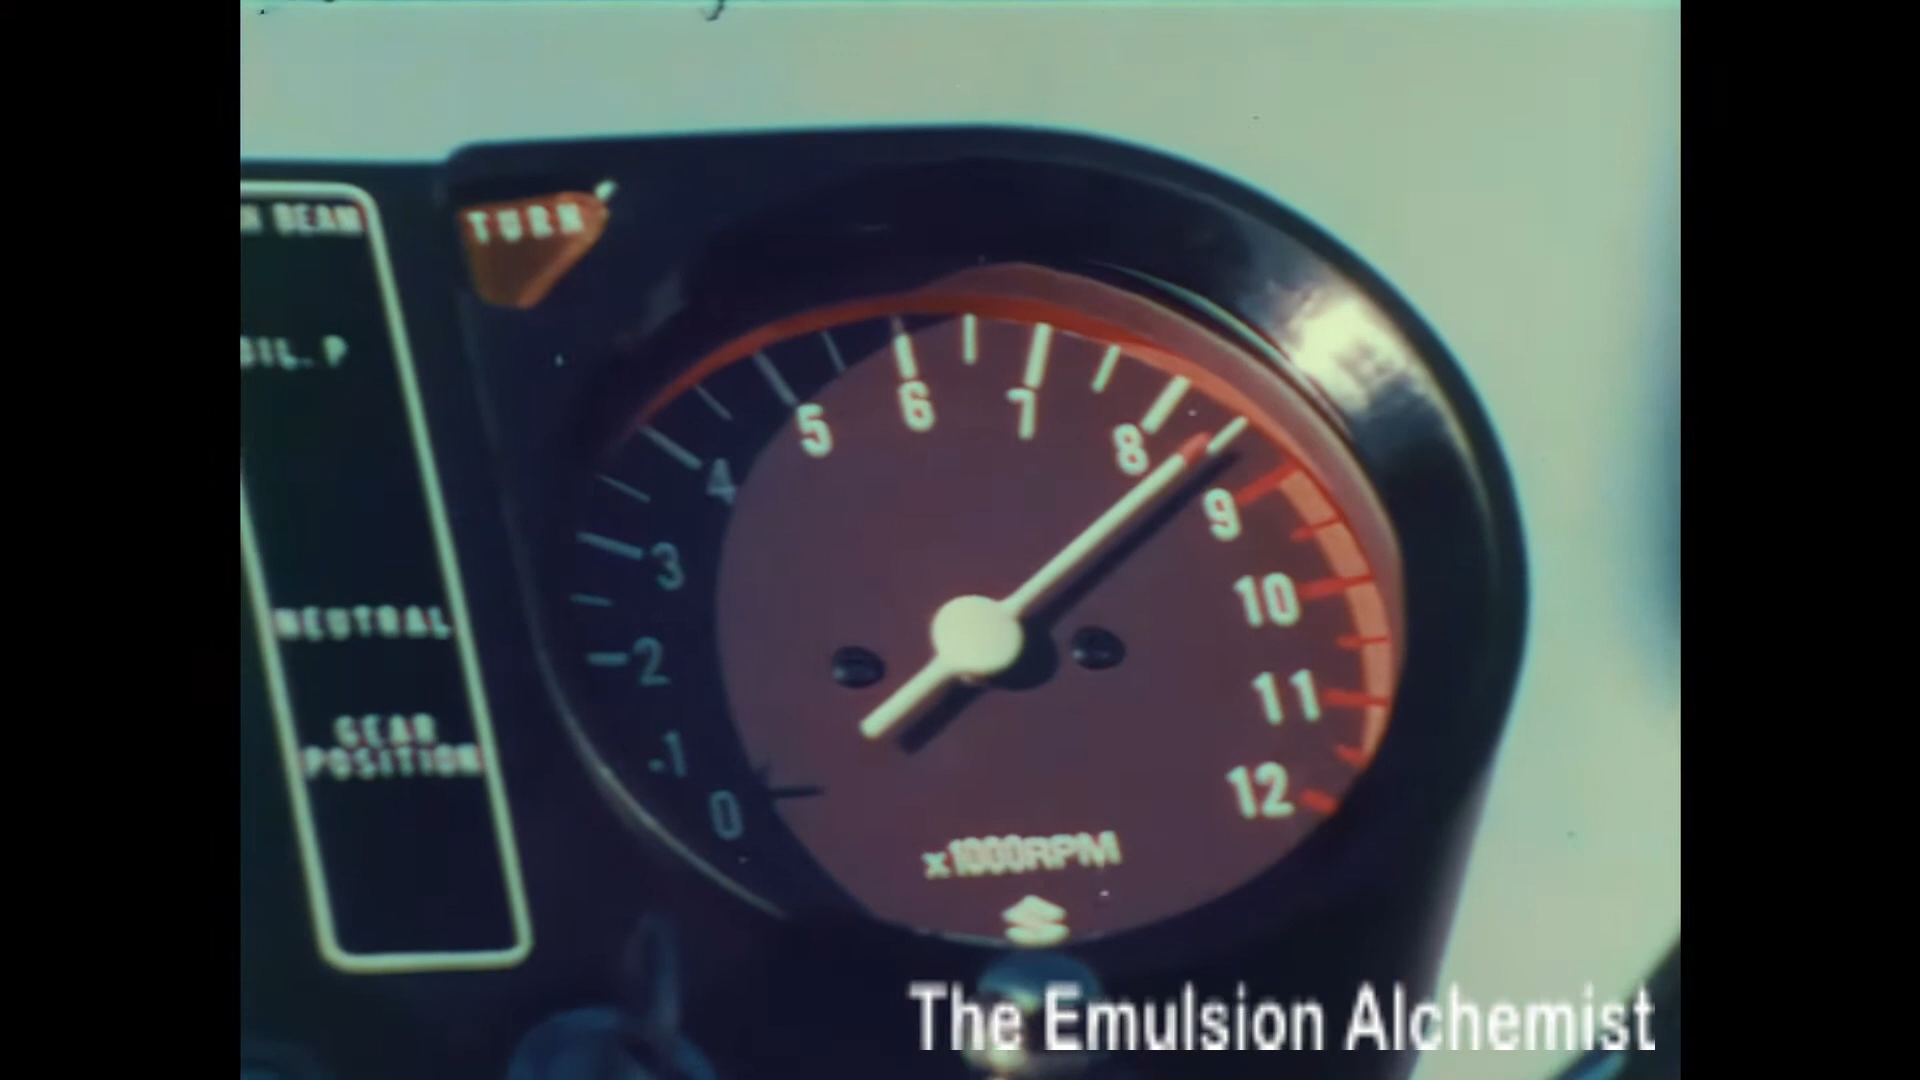 BEAM
TURN
OIL. P
5
6
7
8
4
9
3
10
NEUTRAL
2
11
GEAR
POSITION
-1
12
0
x1000RPM
The Emulsion Alchemist